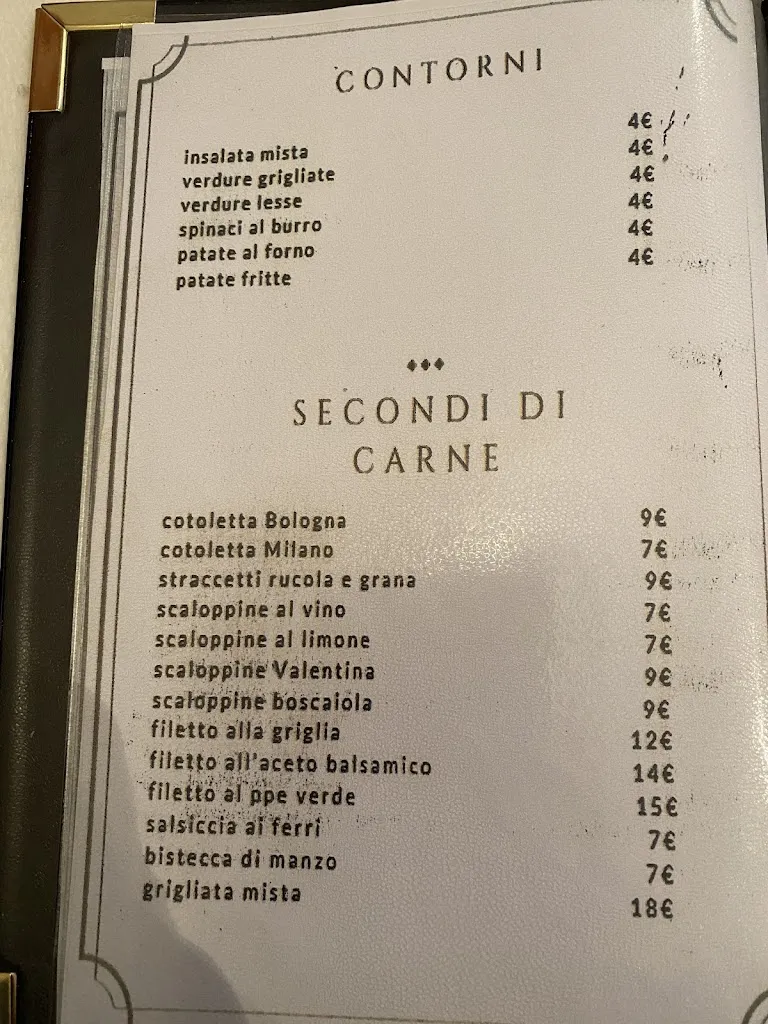 CONTORNI
insalata mista 4€
verdure grigliate 4€
verdure lesse 4€
spinaci al burro 4€
patate al forno 4€
patate fritte 4€
SECONDI DI
CARNE
cotoletta Bologna 9€
cotoletta Milano 7€
straccetti rucola e grana 9€
scaloppine al vino 7€
scaloppine al limone 7€
scaloppine Valentina 9€
scaloppine boscaiola 9€
filetto alla griglia 12€
filetto all'aceto balsamico 14€
filetto al ppe verde 15€
salsiccia ai ferri 7€
bistecca di manzo 7€
grigliata mista 18€